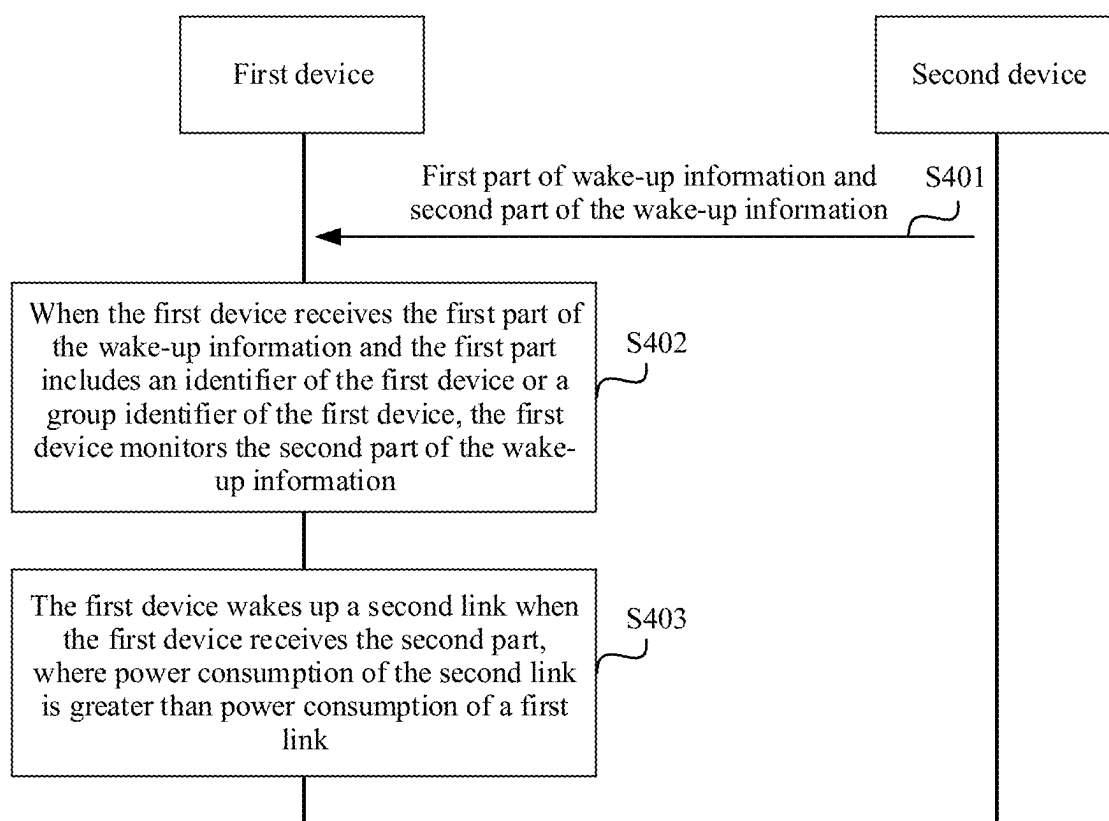 First device
Second device
First part of wake-up information and
second part of the wake-up information
S401
When the first device receives the first part of
the wake-up information and the first part
includes an identifier of the first device or a
group identifier of the first device, the first
device monitors the second part of the wake-
up information
S402
The first device wakes up a second link when
the first device receives the second part,
where power consumption of the second link
is greater than power consumption of a first
link
S403